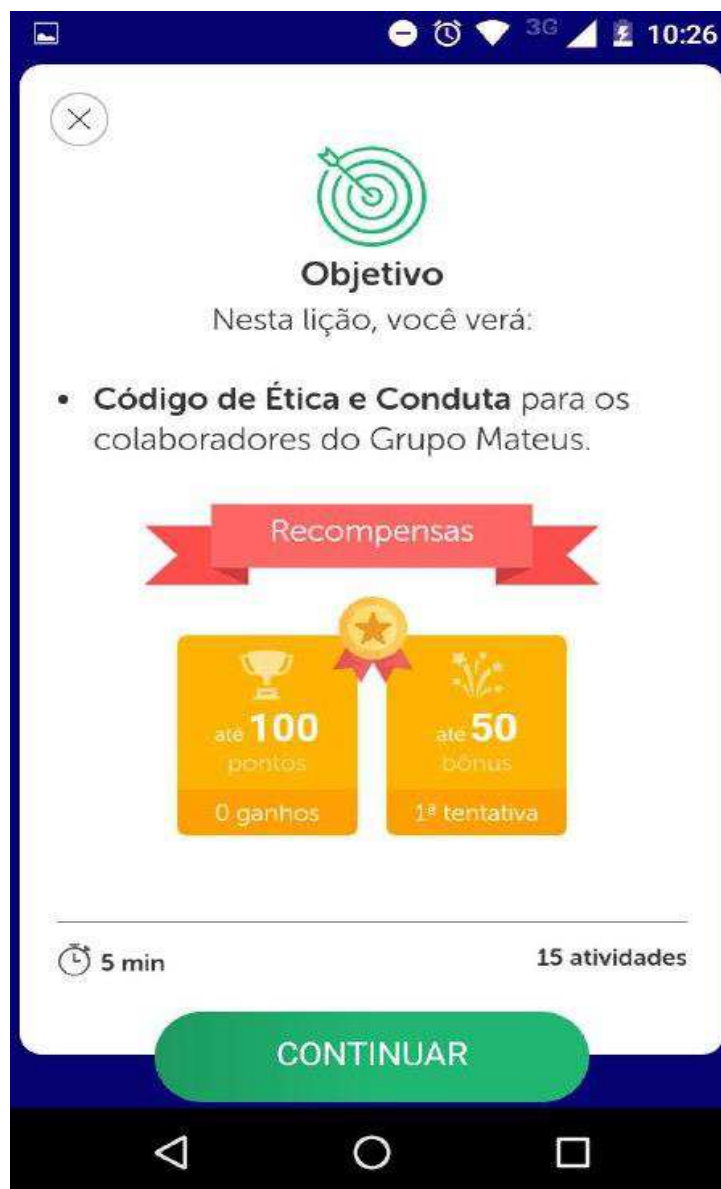 3G 10:26
Objetivo
Nesta lição, você verá:
• Código de Ética e Conduta para os
colaboradores do Grupo Mateus.
Recompensas
até 100
pontos
0 ganhos
até 50
bônus
1ª tentativa
5 min
15 atividades
CONTINUAR